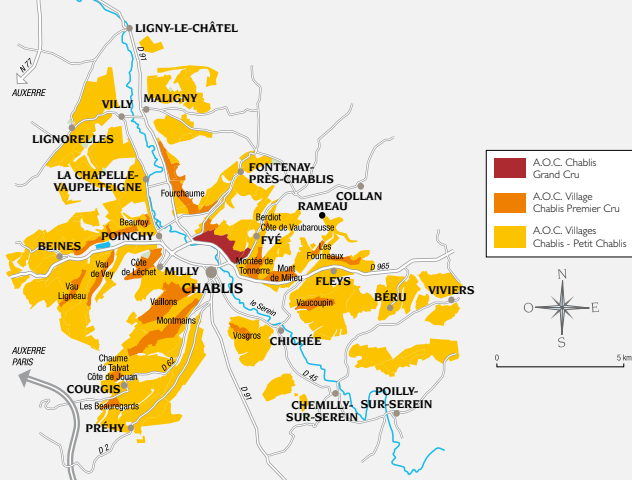 LIGNY-LE-CHÂTEL
D 91
N 77
AUXERRE
VILLY
MALIGNY
LIGNORELLES
LA CHAPELLE-
VAUPELTEIGNE
FONTENAY-
PRÈS-CHABLIS
Fourchaume
COLLAN
RAMEAU
Berdiot
Côte de Vaubarousse
Beauroy
POINCHY
FYÉ
BEINES
Les
Fourneaux
Vau
de Vey
Côte
de Léchet
MILLY
Montée de
Tonnerre
Mont
de Milieu
D 965
FLEYS
CHABLIS
Vau
Ligneau
BÉRU
VIVIERS
Vaillons
le Serein
Vaucoupin
Montmains
Vosgros
CHICHÉE
AUXERRE
PARIS
Chaume
de Talvat
Côte de Jouan
D 62
COURGIS
D 45
D 91
Les Beauregards
CHEMILLY-
SUR-SEREIN
POILLY-
SUR-SEREIN
PRÉHY
D 2
A.O.C. Chablis
Grand Cru
A.O.C. Village
Chablis Premier Cru
A.O.C. Villages
Chablis - Petit Chablis
N
O
E
S
0
5 km